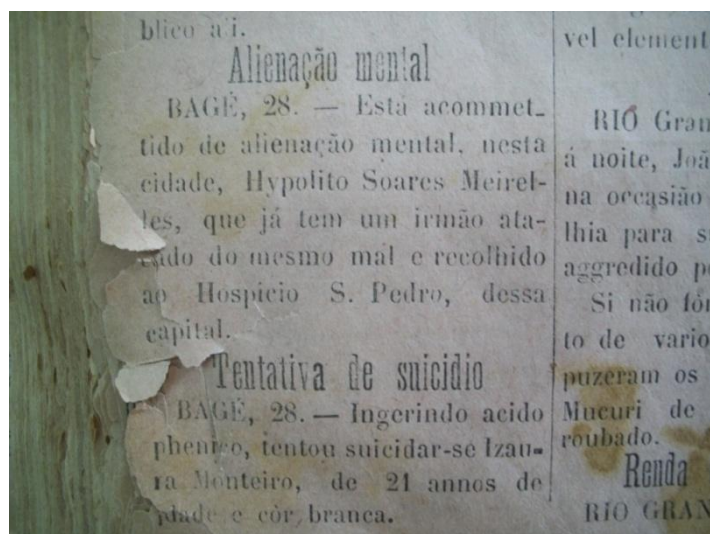 blico ai.
Alienação mental
BAGÉ, 28. — Está acommet-
tido de alienação mental, nesta
cidade, Hypolito Soares Meirel-
les, que já tem um irmão ata-
cado do mesmo mal e recolhido
ao Hospicio S. Pedro, dessa
capital.
Tentativa de suicidio
BAGÉ, 28. — Ingerindo acido
phenico, tentou suicidar-se Izau-
ra Monteiro, de 21 annos de
idade e côr branca.
vel element
RIO Gran
á noite, Joã
na occasião
lhia para s
aggredido p
Si não fôr
to de vario
puzeram os
Mucuri de
roubado.
Renda
RIO GRAN